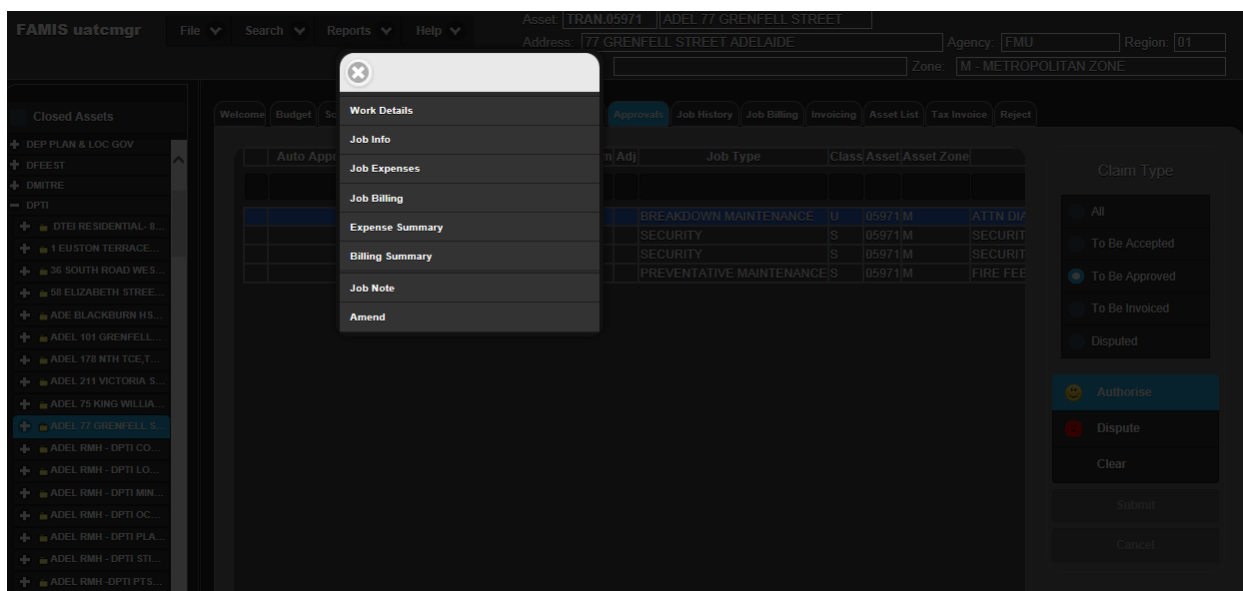 FAMIS uatcmgr File Search Reports Help
Asset: TRAN.05971 ADEL 77 GRENFELL STREET
Address: 77 GRENFELL STREET ADELAIDE Agency: FMU Region: 01
Zone: M - METROPOLITAN ZONE
Closed Assets
DEP PLAN & LOC GOV
DFEEST
DMITRE
DPTI
DTEI RESIDENTIAL- 8...
1 EUSTON TERRACE...
36 SOUTH ROAD WES...
58 ELIZABETH STREE...
ADE BLACKBURN HS...
ADEL 101 GRENFELL...
ADEL 178 NTH TCE,T...
ADEL 211 VICTORIA S...
ADEL 75 KING WILLIA...
ADEL 77 GRENFELL S...
ADEL RMH - DPTI CO...
ADEL RMH - DPTI LO...
ADEL RMH - DPTI MIN...
ADEL RMH - DPTI OC...
ADEL RMH - DPTI PLA...
ADEL RMH - DPTI STI...
ADEL RMH -DPTI PTS...
Welcome Budget Sc Approvals Job History Job Billing Invoicing Asset List Tax Invoice Reject
Work Details
Job Info
Job Expenses
Job Billing
Expense Summary
Billing Summary
Job Note
Amend
Auto Appr n Adj Job Type Class Asset Asset Zone
BREAKDOWN MAINTENANCE U 05971 M ATTN DIA
SECURITY S 05971 M SECURIT
SECURITY S 05971 M SECURIT
PREVENTATIVE MAINTENANCE S 05971 M FIRE FEE
Claim Type
All
To Be Accepted
To Be Approved
To Be Invoiced
Disputed
Authorise
Dispute
Clear
Submit
Cancel